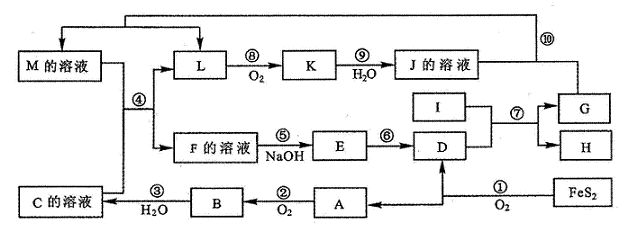 ⑩
M 的溶液
L
⑧
O₂
K
⑨
H₂O
J 的溶液
④
I
⑦
G
F 的溶液
⑤
NaOH
E
⑥
D
H
C 的溶液
③
H₂O
B
②
O₂
A
①
O₂
FeS₂